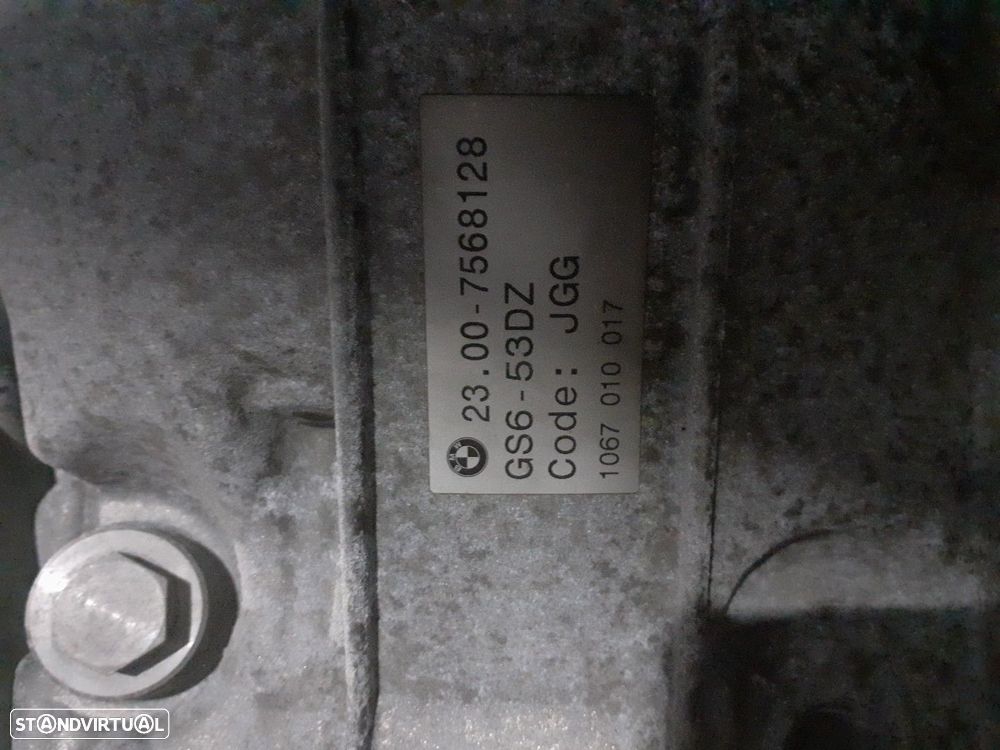 23.00-7568128
GS6-53DZ
Code: JGG
1067 010 017
STANDVIRTUAL